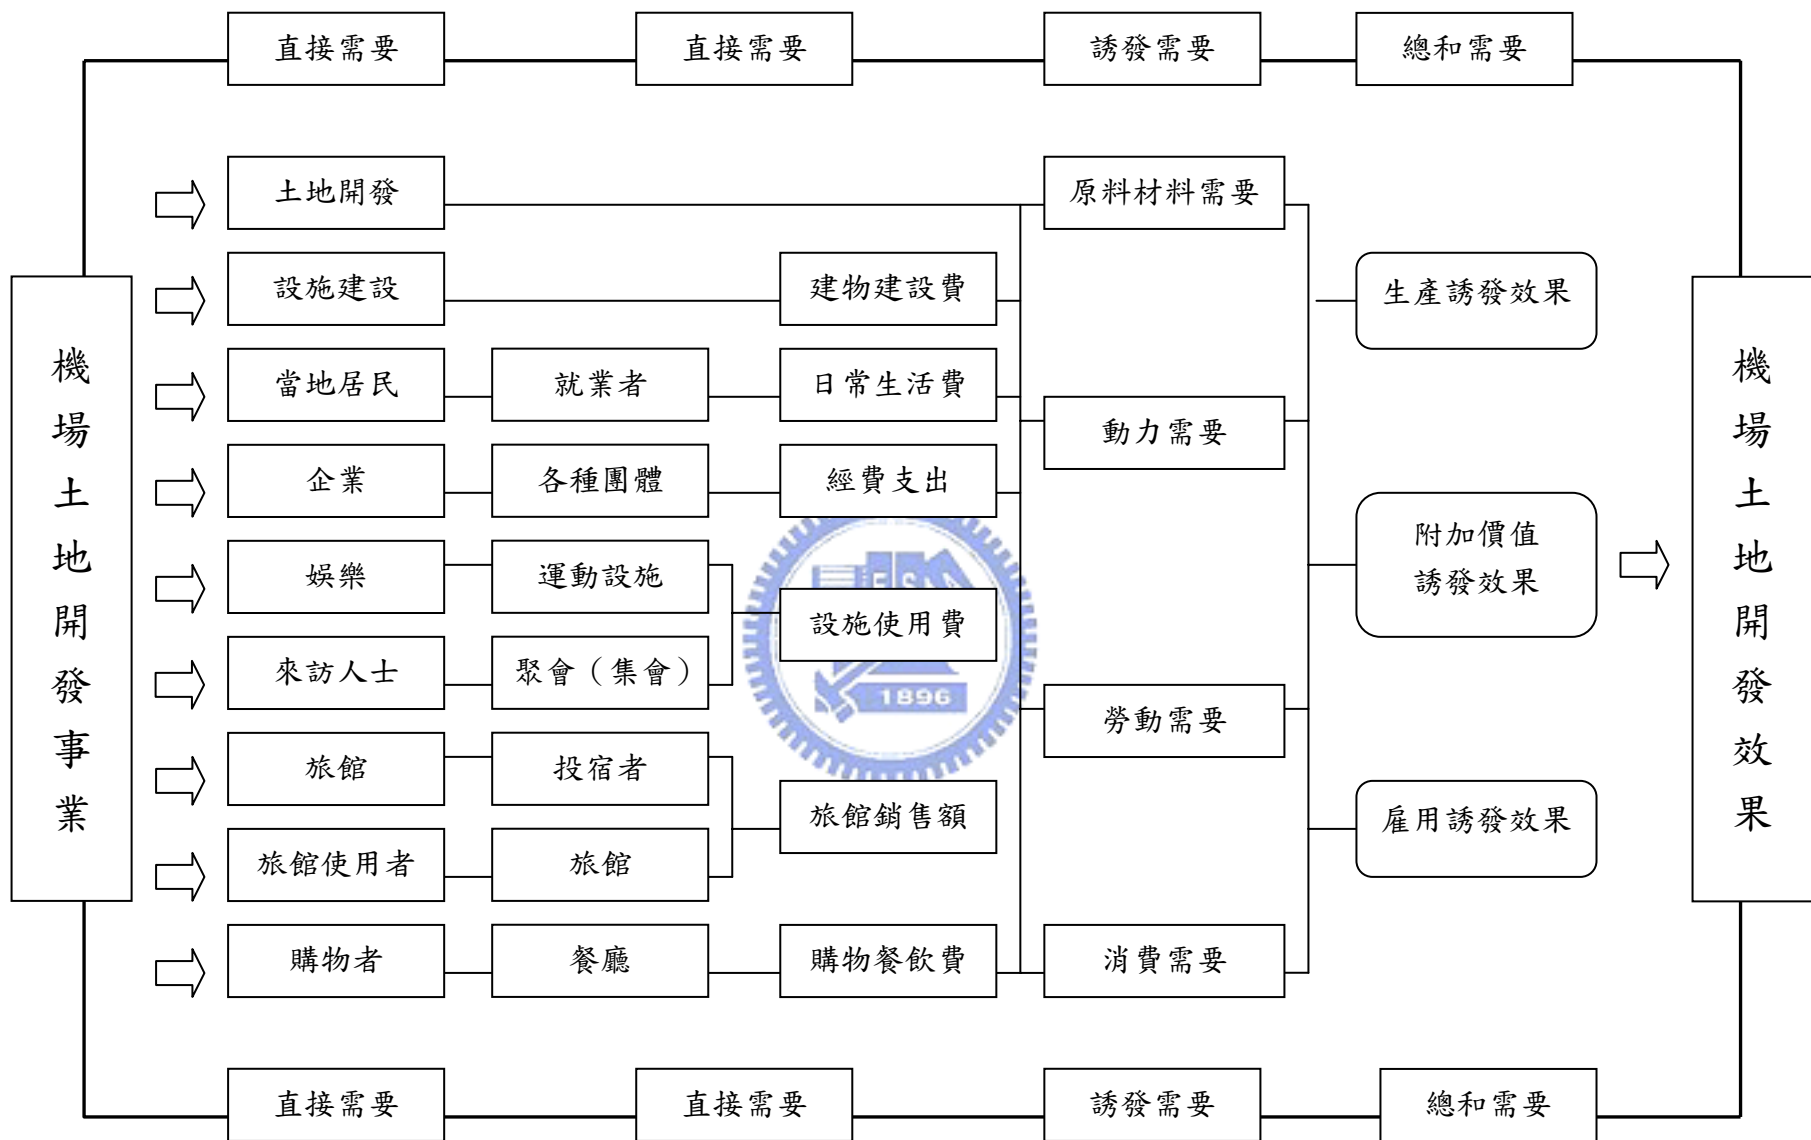 直接需要
直接需要
誘發需要
總和需要
機場土地開發事業
土地開發
原料材料需要
設施建設
建物建設費
生產誘發效果
當地居民
就業者
日常生活費
動力需要
企業
各種團體
經費支出
附加價值
誘發效果
娛樂
運動設施
設施使用費
來訪人士
聚會（集會）
1896
勞動需要
旅館
投宿者
旅館銷售額
雇用誘發效果
旅館使用者
旅館
購物者
餐廳
購物餐飲費
消費需要
機場土地開發效果
直接需要
直接需要
誘發需要
總和需要